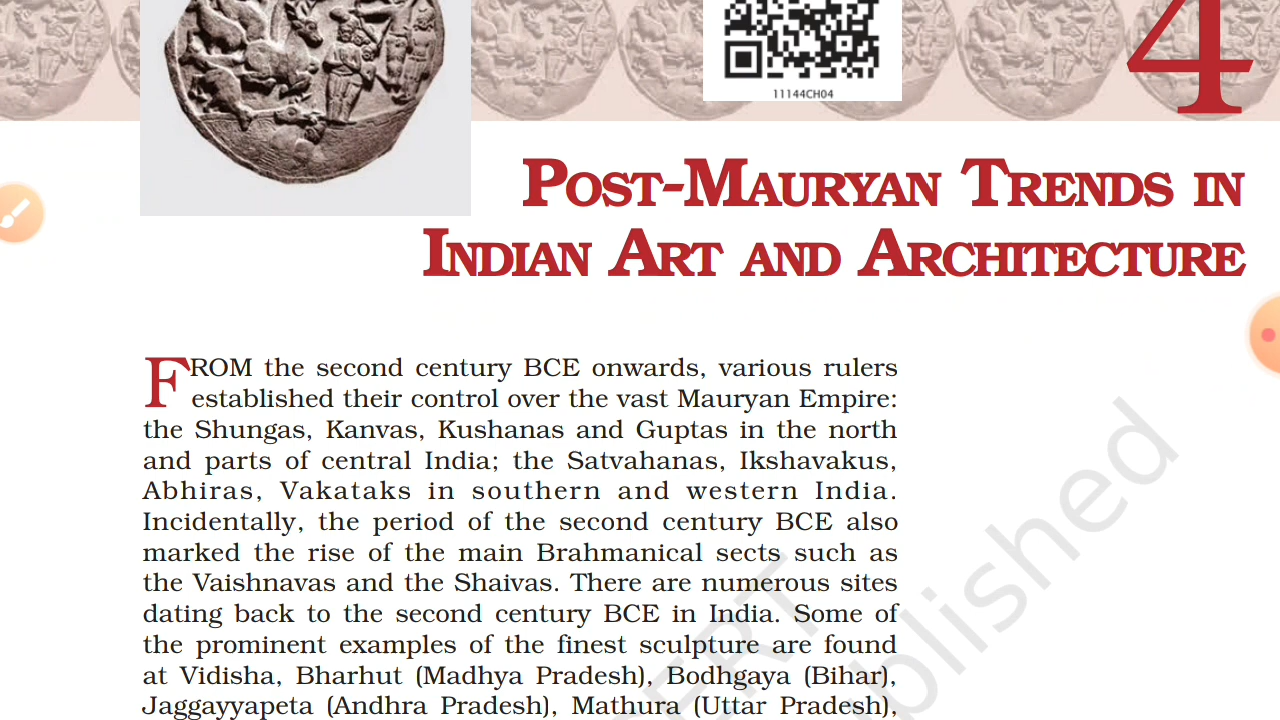 4
11144CH04
POST-MAURYAN TRENDS IN
INDIAN ART AND ARCHITECTURE
FROM the second century BCE onwards, various rulers
established their control over the vast Mauryan Empire:
the Shungas, Kanvas, Kushanas and Guptas in the north
and parts of central India; the Satvahanas, Ikshavakus,
Abhiras, Vakataks in southern and western India.
Incidentally, the period of the second century BCE also
marked the rise of the main Brahmanical sects such as
the Vaishnavas and the Shaivas. There are numerous sites
dating back to the second century BCE in India. Some of
the prominent examples of the finest sculpture are found
at Vidisha, Bharhut (Madhya Pradesh), Bodhgaya (Bihar),
Jaggayyapeta (Andhra Pradesh), Mathura (Uttar Pradesh),